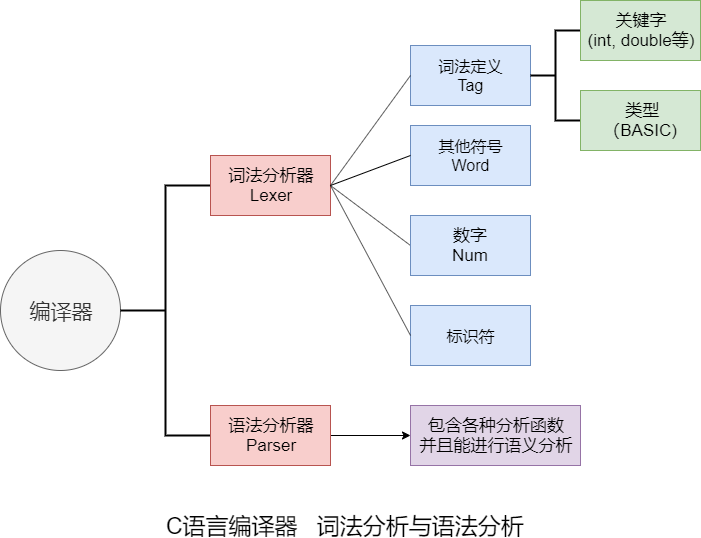 关键字
(int, double等)
词法定义
Tag
类型
（BASIC）
其他符号
Word
词法分析器
Lexer
数字
Num
编译器
标识符
语法分析器
Parser
包含各种分析函数
并且能进行语义分析
C语言编译器 词法分析与语法分析